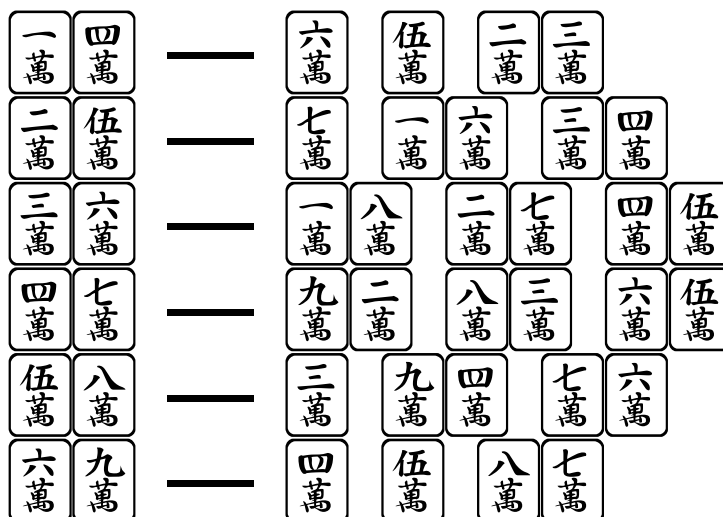 一萬 四萬 — 六萬 伍萬 二萬 三萬
二萬 伍萬 — 七萬 一萬 六萬 三萬 四萬
三萬 六萬 — 一萬 八萬 二萬 七萬 四萬 伍萬
四萬 七萬 — 九萬 二萬 八萬 三萬 六萬 伍萬
伍萬 八萬 — 三萬 九萬 四萬 七萬 六萬
六萬 九萬 — 四萬 伍萬 八萬 七萬